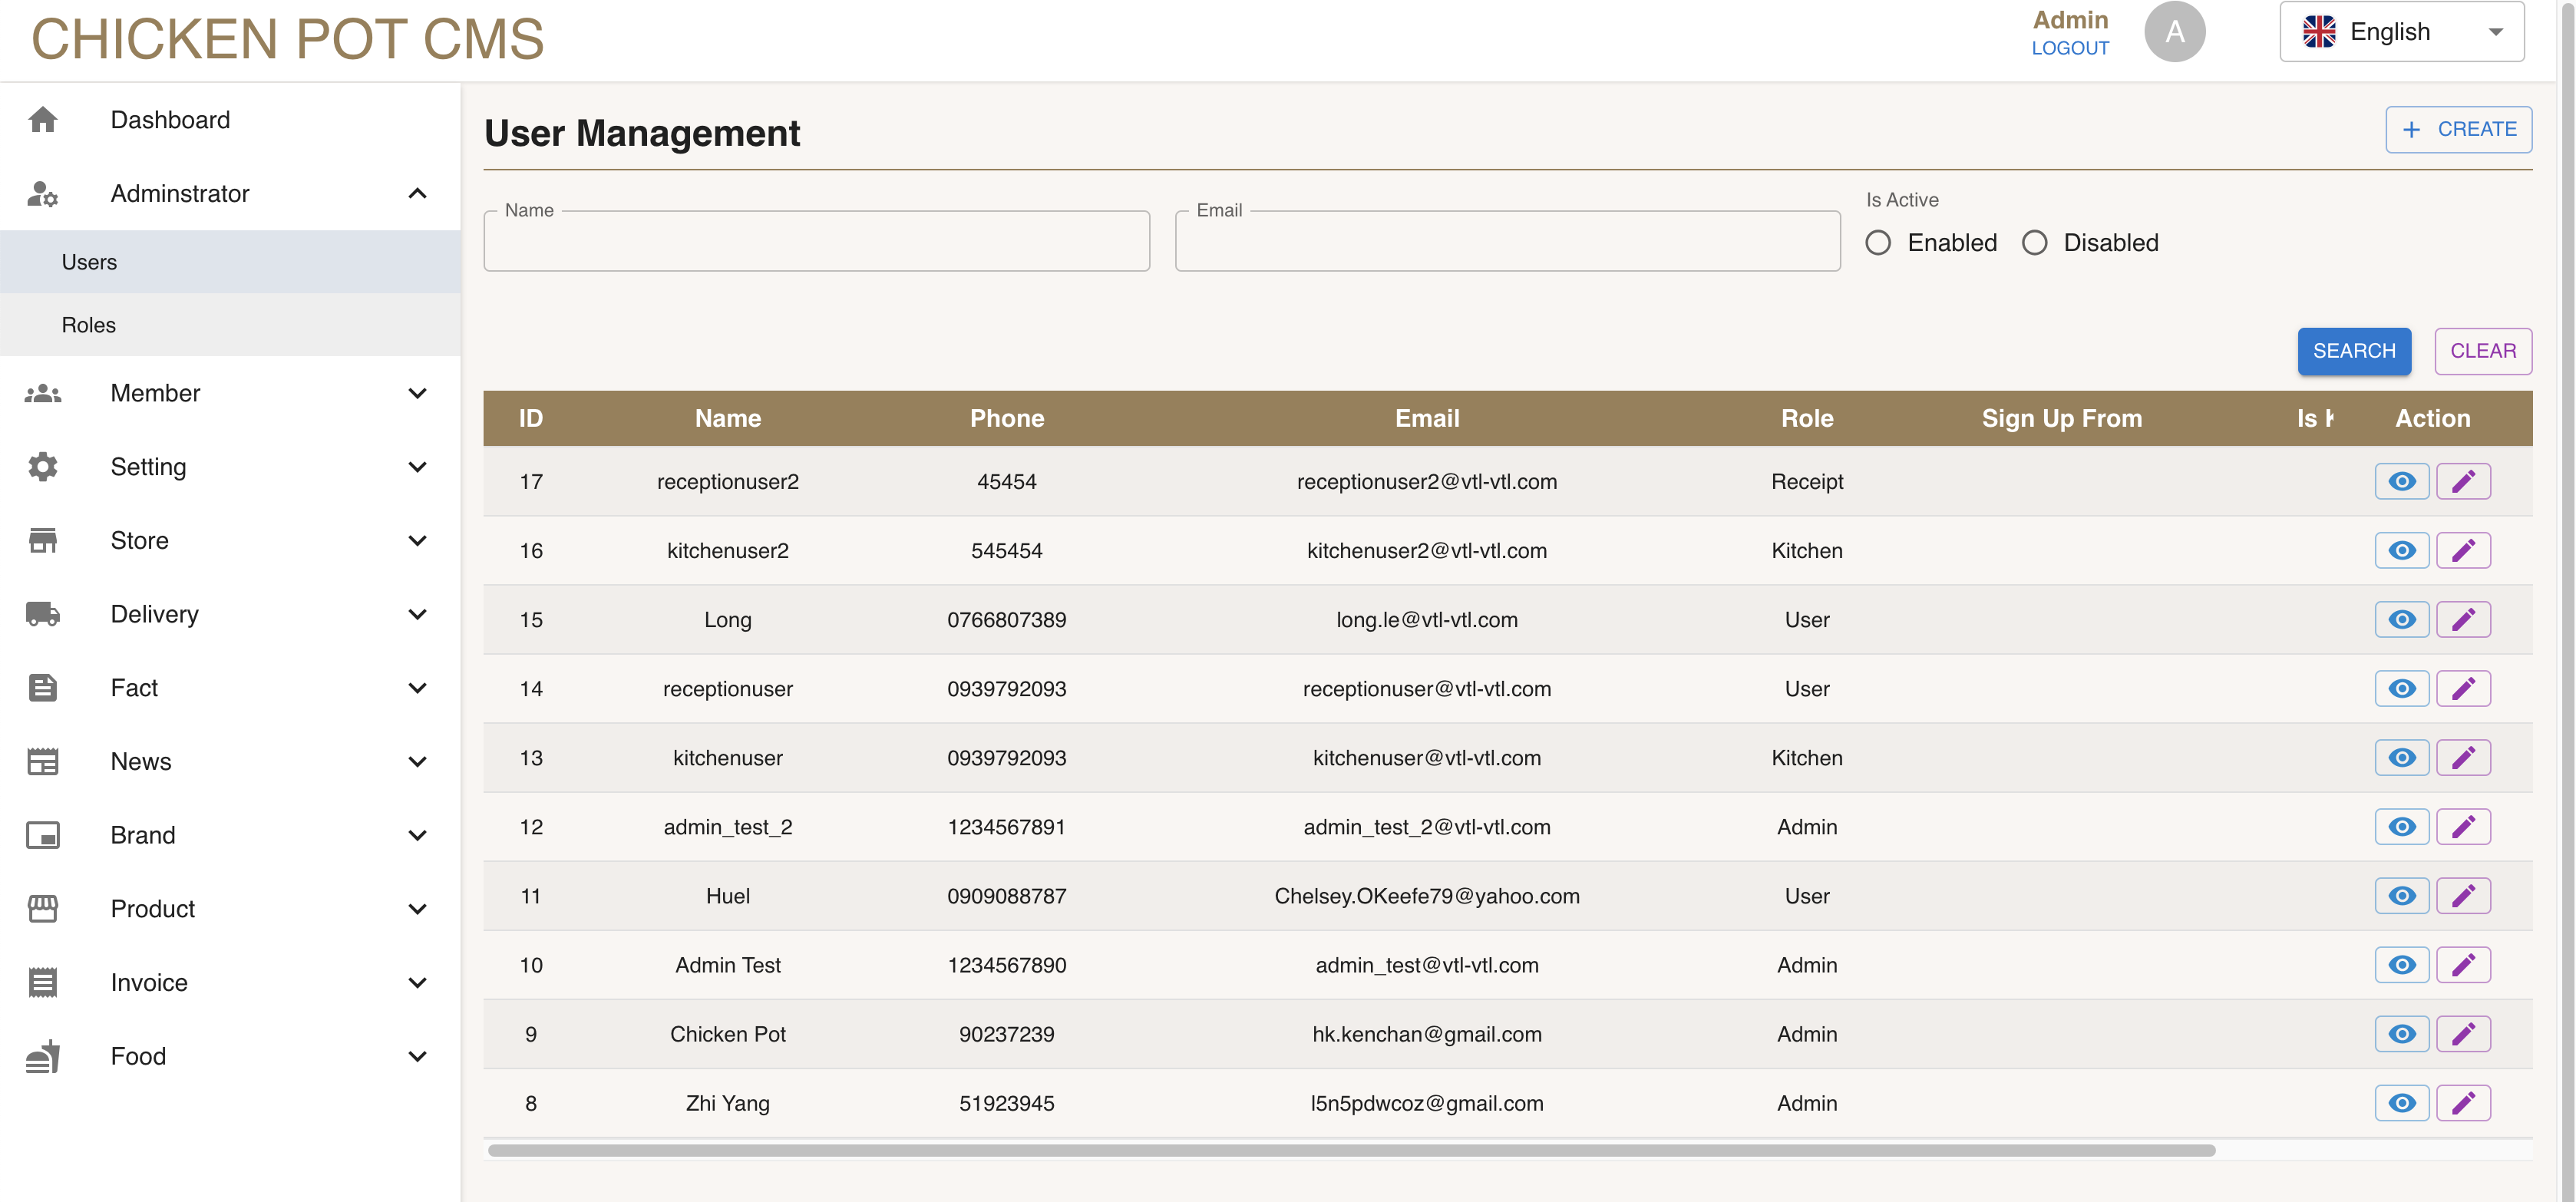 CHICKEN POT CMS
Admin
LOGOUT
A
English
Dashboard
Adminstrator
Users
Roles
Member
Setting
Store
Delivery
Fact
News
Brand
Product
Invoice
Food
User Management
+ CREATE
Name
Email
Is Active
Enabled
Disabled
SEARCH
CLEAR
ID Name Phone Email Role Sign Up From Is Action
17 receptionuser2 45454 receptionuser2@vtl-vtl.com Receipt
16 kitchenuser2 545454 kitchenuser2@vtl-vtl.com Kitchen
15 Long 0766807389 long.le@vtl-vtl.com User
14 receptionuser 0939792093 receptionuser@vtl-vtl.com User
13 kitchenuser 0939792093 kitchenuser@vtl-vtl.com Kitchen
12 admin_test_2 1234567891 admin_test_2@vtl-vtl.com Admin
11 Huel 0909088787 Chelsey.OKeefe79@yahoo.com User
10 Admin Test 1234567890 admin_test@vtl-vtl.com Admin
9 Chicken Pot 90237239 hk.kenchan@gmail.com Admin
8 Zhi Yang 51923945 l5n5pdwcoz@gmail.com Admin